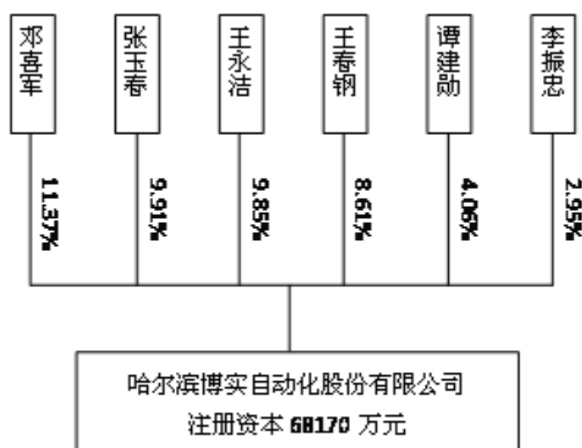 邓喜军
张玉春
王永洁
王春钢
谭建勋
李振忠
11.37%
9.91%
9.85%
8.61%
4.06%
2.95%
哈尔滨博实自动化股份有限公司
注册资本 68170 万元